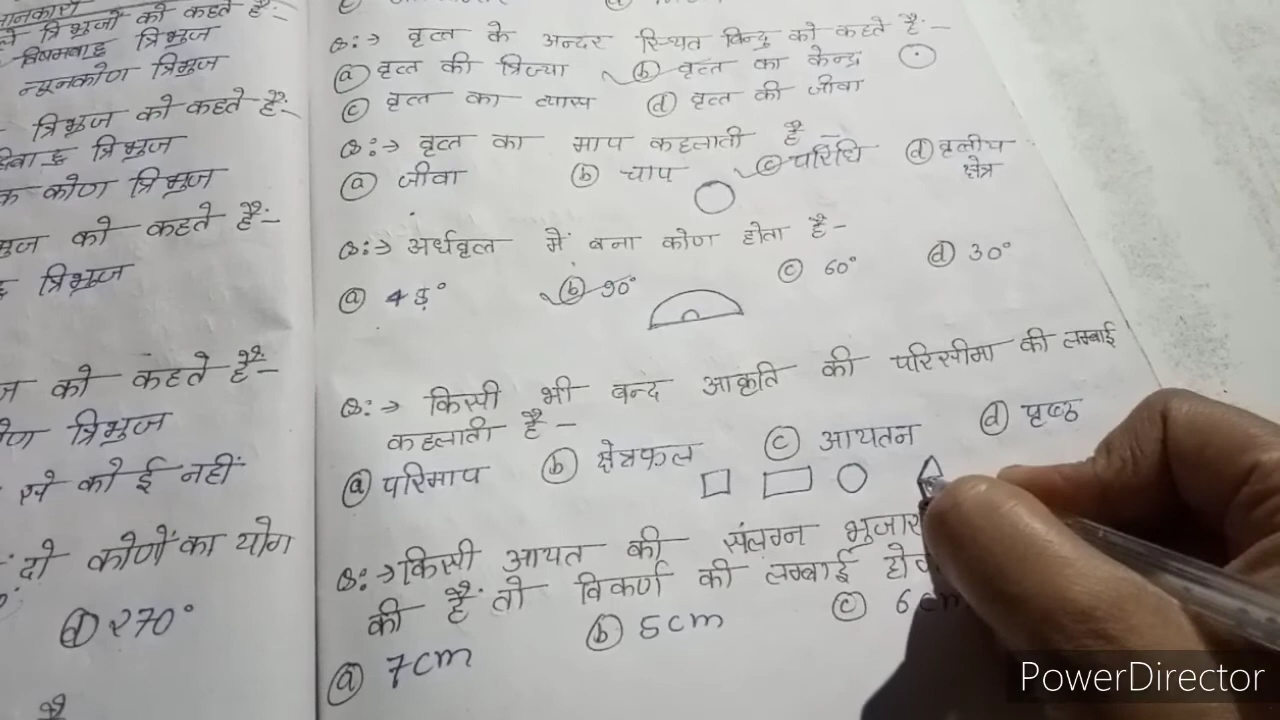 त्रिभुजों को कहते हैं:-
विषमबाहु त्रिभुज
न्यूनकोण त्रिभुज
त्रिभुज को कहते हैं:-
त्रिभुज
कोण त्रिभुज
को कहते हैं:-
त्रिभुज
को कहते हैं:-
त्रिभुज
कोई नहीं
दो कोणों का योग
(d) 270°
Q:→ वृत्त के अन्दर स्थित बिन्दु को कहते है:-
(a) वृत्त की त्रिज्या (b) वृत्त का केन्द्र
(c) वृत्त का व्यास (d) वृत्त की जीवा
Q:→ वृत्त का माप कहलाती है -
(a) जीवा (b) चाप (c) परिधि (d) वृत्तीय
क्षेत्र
Q:→ अर्धवृत्त में बना कोण होता है -
(a) 45° (b) 90° (c) 60° (d) 30°
Q:→ किसी भी बन्द आकृति की परिसीमा की लम्बाई
कहलाती है -
(a) परिमाप (b) क्षेत्रफल (c) आयतन (d) पृष्ठ
Q:→ किसी आयत की संलग्न
की हैं तो विकर्ण की लम्बाई
(a) 7cm (b) 5cm (c) 6cm
PowerDirector